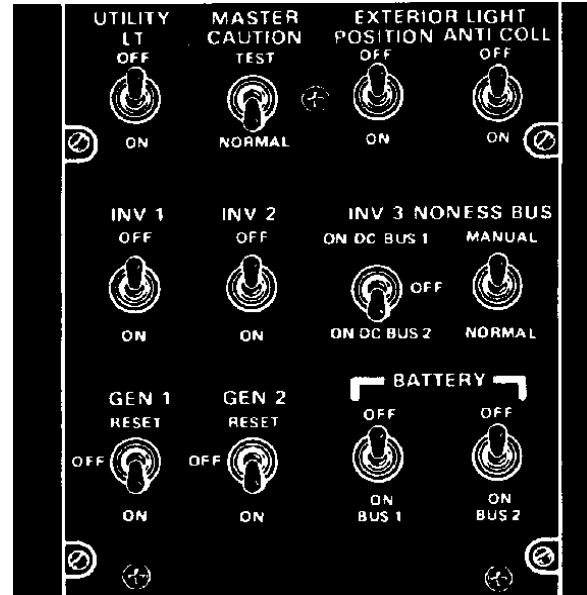 UTILITY LT MASTER CAUTION EXTERIOR LIGHT
POSITION ANTI COLL
OFF TEST OFF OFF
ON NORMAL ON ON
INV 1 INV 2 INV 3 NONESS BUS
OFF OFF ON DC BUS 1 MANUAL
OFF
ON ON ON DC BUS 2 NORMAL
BATTERY
GEN 1 GEN 2
RESET RESET OFF OFF
OFF OFF
ON ON ON BUS 1 ON BUS 2